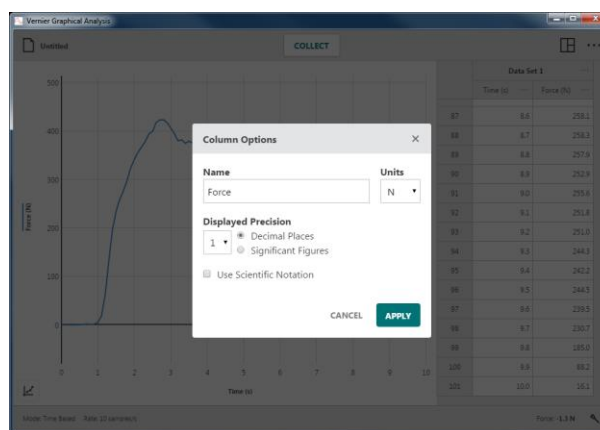 Vernier Graphical Analysis
Untitled
COLLECT
Data Set 1
Time (s) Force (N)
500
400
300
200
100
0
Force (N)
0 1 2 3 4 5 6 7 8 9 10
Time (s)
Column Options
Name
Units
Force
N
Displayed Precision
1
Decimal Places
Significant Figures
Use Scientific Notation
CANCEL
APPLY
87 8.6 258.1
88 8.7 258.3
89 8.8 257.9
90 8.9 252.9
91 9.0 255.6
92 9.1 251.8
93 9.2 251.0
94 9.3 244.3
95 9.4 242.2
96 9.5 244.5
97 9.6 239.5
98 9.7 230.7
99 9.8 185.0
100 9.9 88.2
101 10.0 16.1
Mode: Time Based Rate: 10 samples/s
Force: -1.3 N